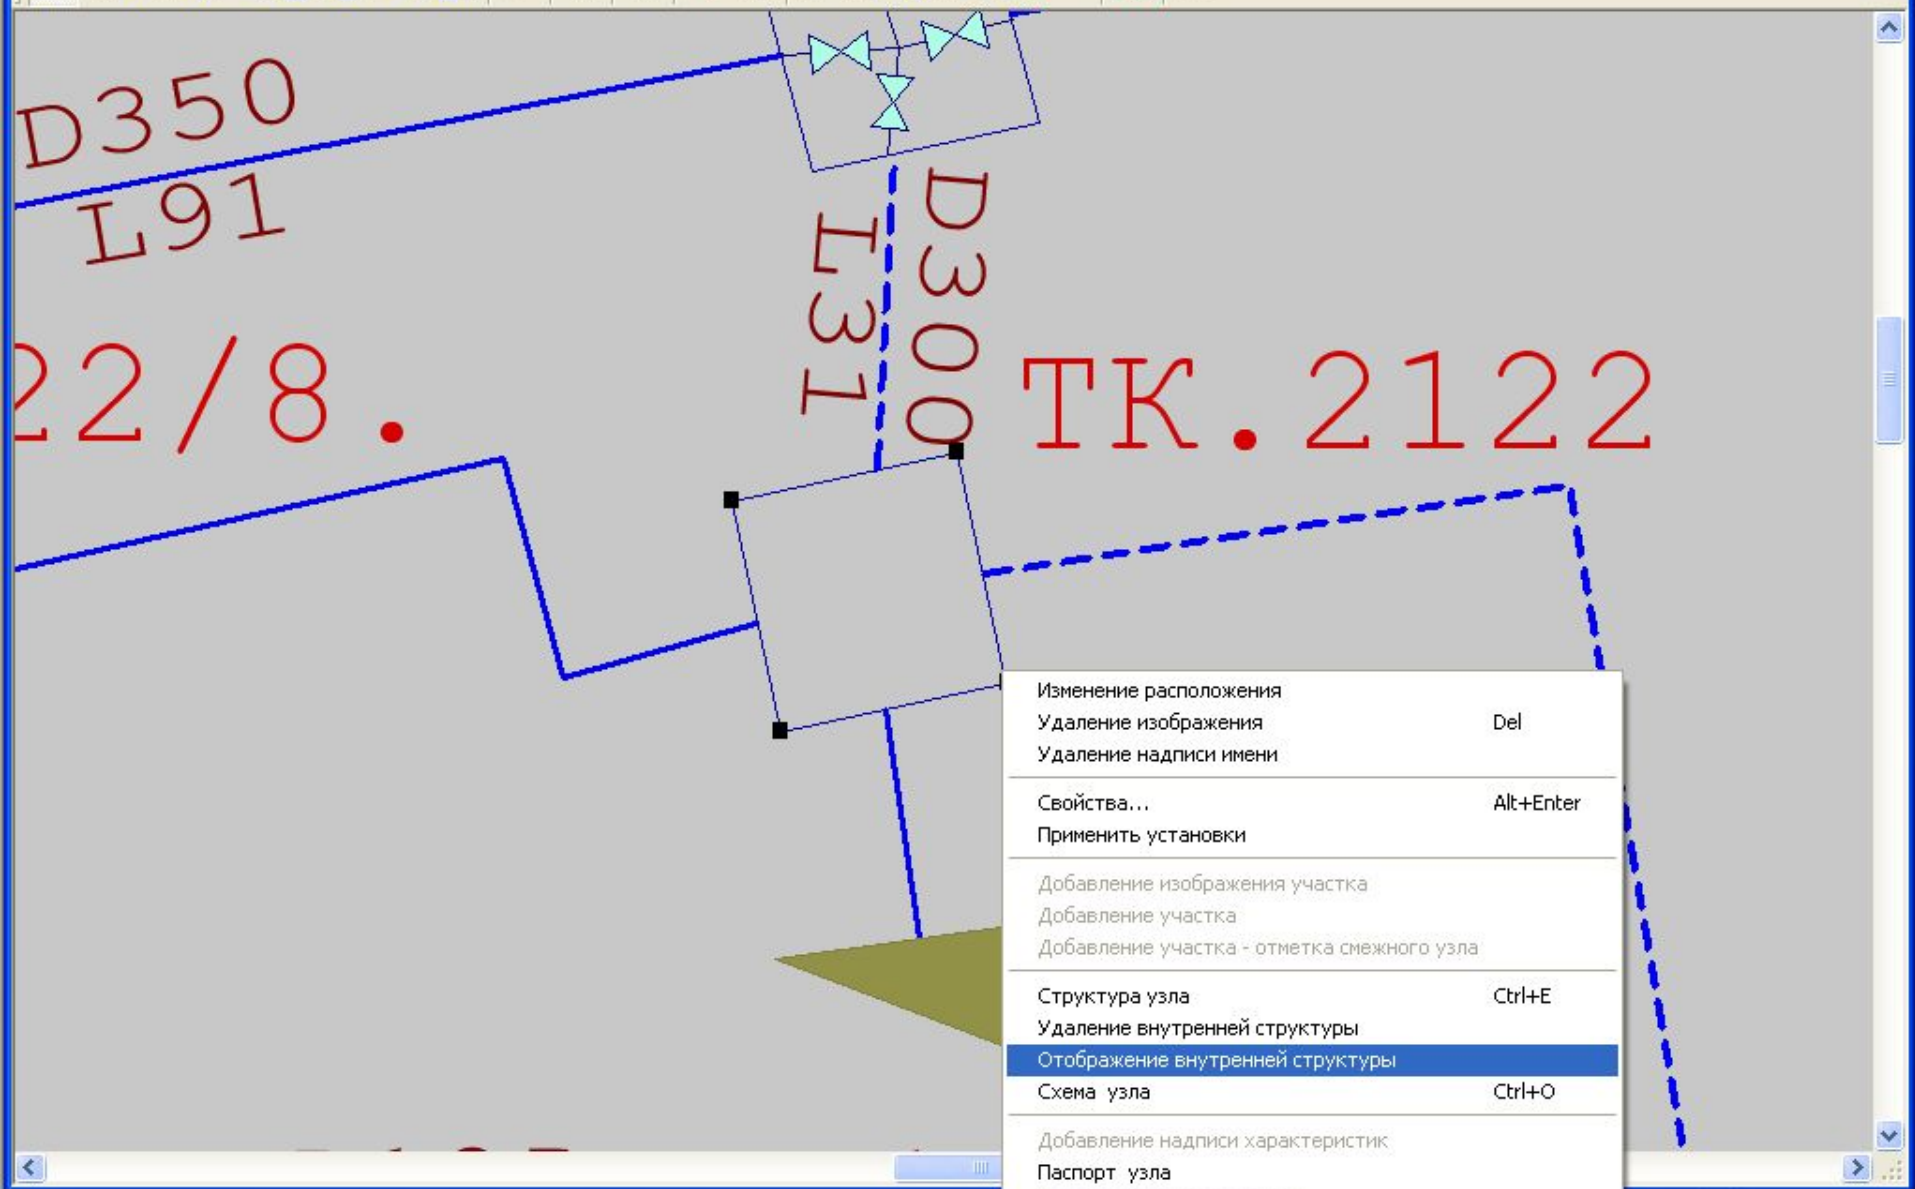 D350
L91
L31
D300
22/8.
ТК.2122
Изменение расположения
Удаление изображения Del
Удаление надписи имени
Свойства... Alt+Enter
Применить установки
Добавление изображения участка
Добавление участка
Добавление участка - отметка смежного узла
Структура узла Ctrl+E
Удаление внутренней структуры
Отображение внутренней структуры
Схема узла Ctrl+O
Добавление надписи характеристик
Паспорт узла